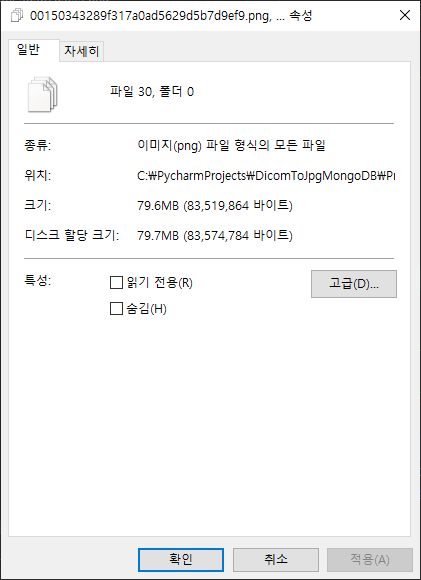 00150343289f317a0ad5629d5b7d9ef9.png, ... 속성
일반 자세히
파일 30, 폴더 0
종류: 이미지(png) 파일 형식의 모든 파일
위치: C:\PycharmProjects\DicomToJpgMongoDB\Pr
크기: 79.6MB (83,519,864 바이트)
디스크 할당 크기: 79.7MB (83,574,784 바이트)
특성: 읽기 전용(R) 고급(D)...
숨김(H)
확인 취소 적용(A)